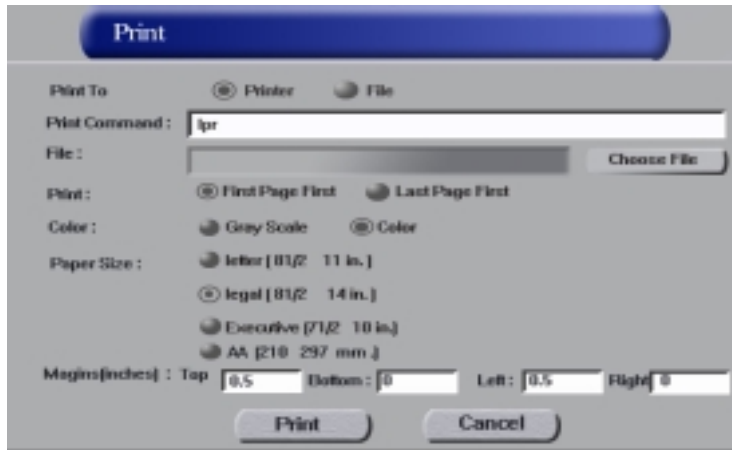 Print
Print To Printer File
Print Command : lpr
File : Choose File
Print : First Page First Last Page First
Color : Gray Scale Color
Paper Size : letter ( 81/2 11 in. )
legal ( 81/2 14 in. )
Executive (71/2 10 in.)
AA (210 297 mm .)
Magins(inches) : Top 0.5 Bottom : 0 Left : 0.5 Right 0
Print Cancel